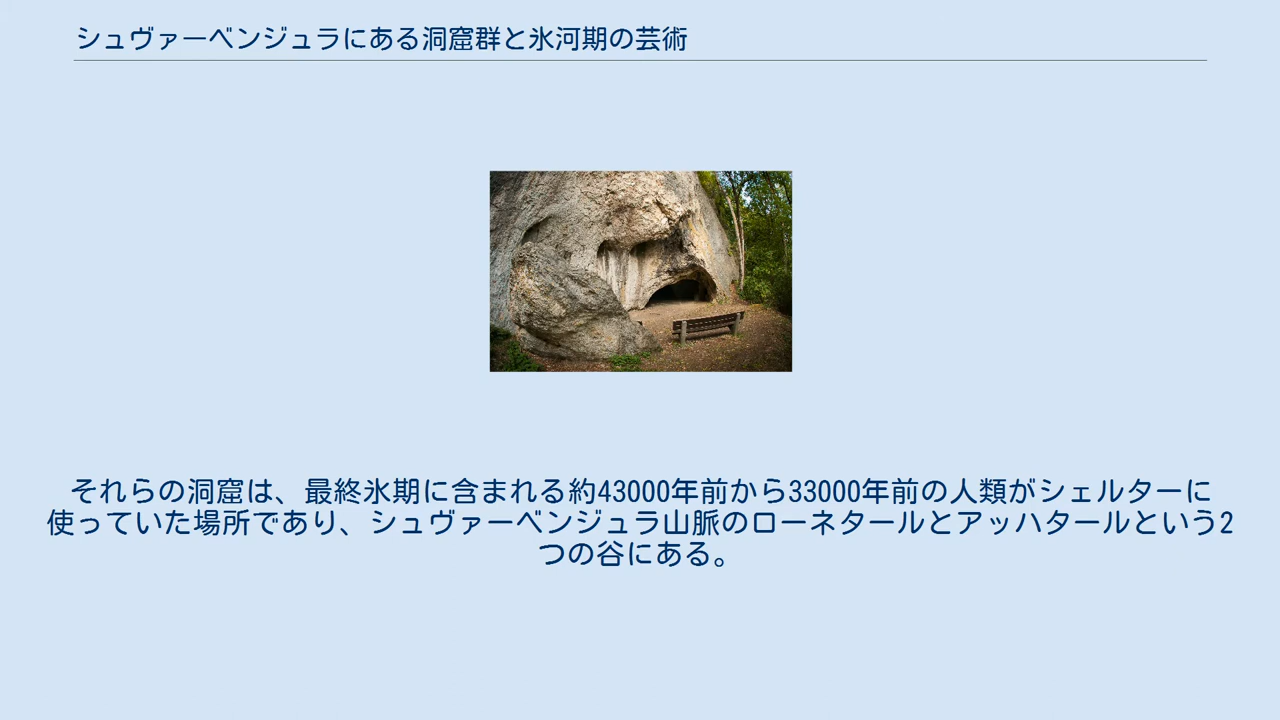 シュヴァーベンジュラにある洞窟群と氷河期の芸術
それらの洞窟は、最終氷期に含まれる約43000年前から33000年前の人類がシェルターに
使っていた場所であり、シュヴァーベンジュラ山脈のローネタールとアッハタールという2
つの谷にある。